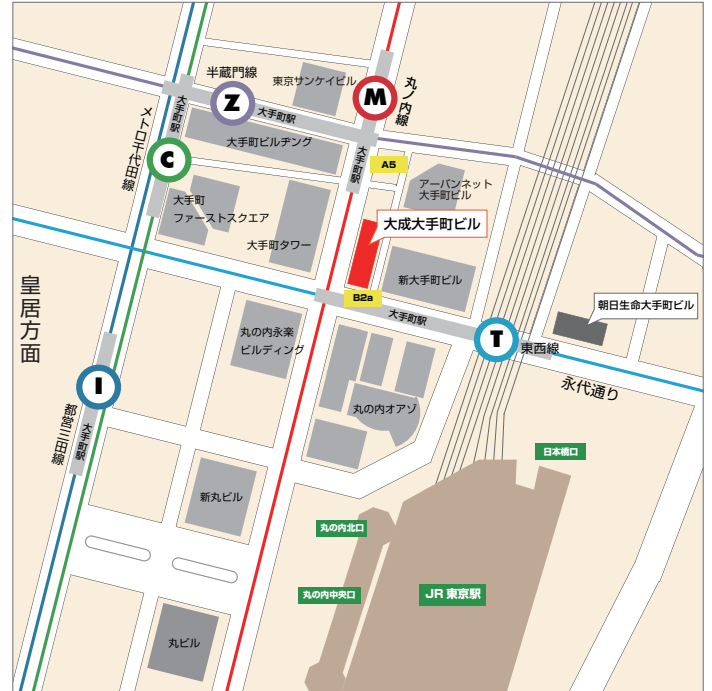 半蔵門線
Z
大手町駅
大手町駅
東京サンケイビル
M
丸ノ内線
メトロ千代田線
C
大手町ビルヂング
大手町駅
A5
アーバンネット
大手町ビル
大手町
ファーストスクエア
大手町タワー
大成大手町ビル
新大手町ビル
B2a
大手町駅
T
東西線
朝日生命大手町ビル
永代通り
皇居方面
丸の内永楽
ビルディング
I
都営三田線
大手町駅
丸の内オアゾ
日本橋口
新丸ビル
丸の内北口
丸の内中央口
JR 東京駅
丸ビル